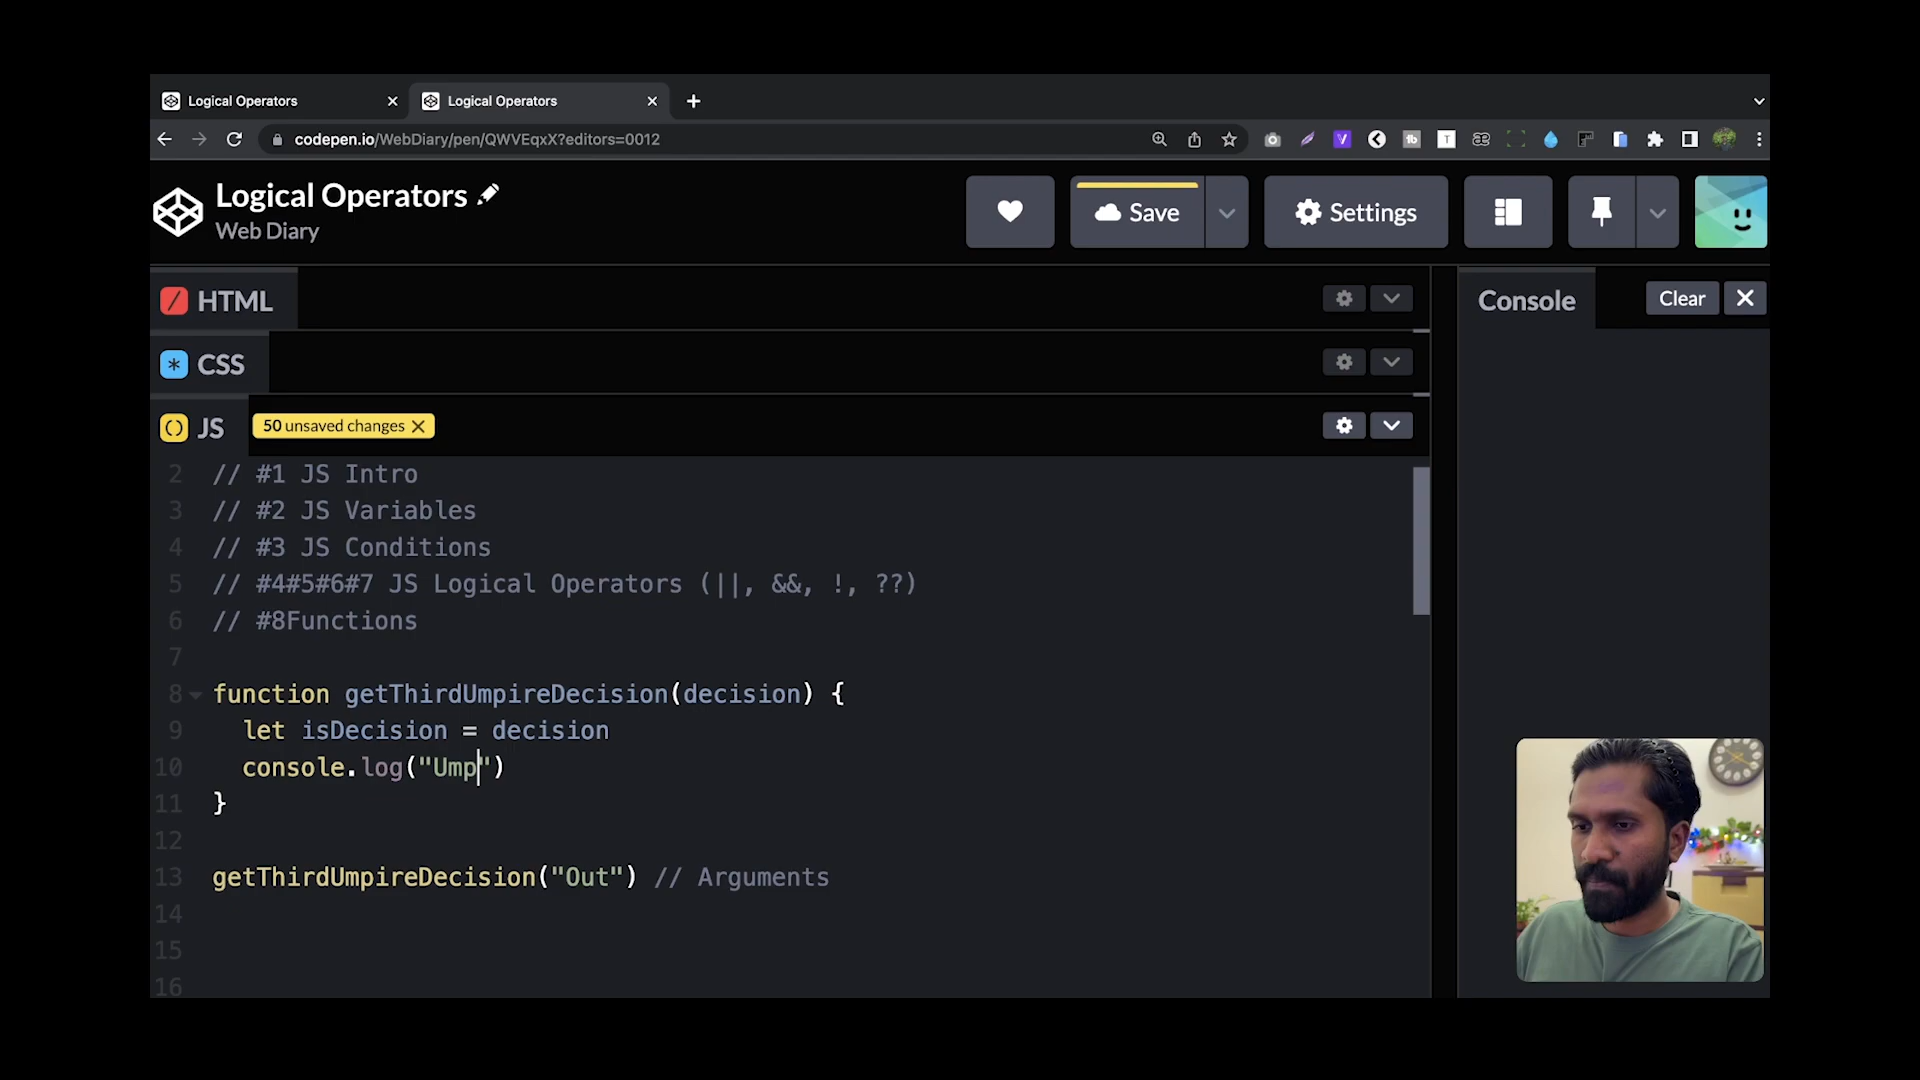 Logical Operators
Logical Operators
codepen.io/WebDiary/pen/QWVEqxX?editors=0012
Logical Operators
Web Diary
Save
Settings
HTML
CSS
JS
50 unsaved changes
Console
Clear
2 // #1 JS Intro
3 // #2 JS Variables
4 // #3 JS Conditions
5 // #4#5#6#7 JS Logical Operators (||, &&, !, ??)
6 // #8Functions
7
8 function getThirdUmpireDecision(decision) {
9 let isDecision = decision
10 console.log("Ump")
11 }
12
13 getThirdUmpireDecision("Out") // Arguments
14
15
16